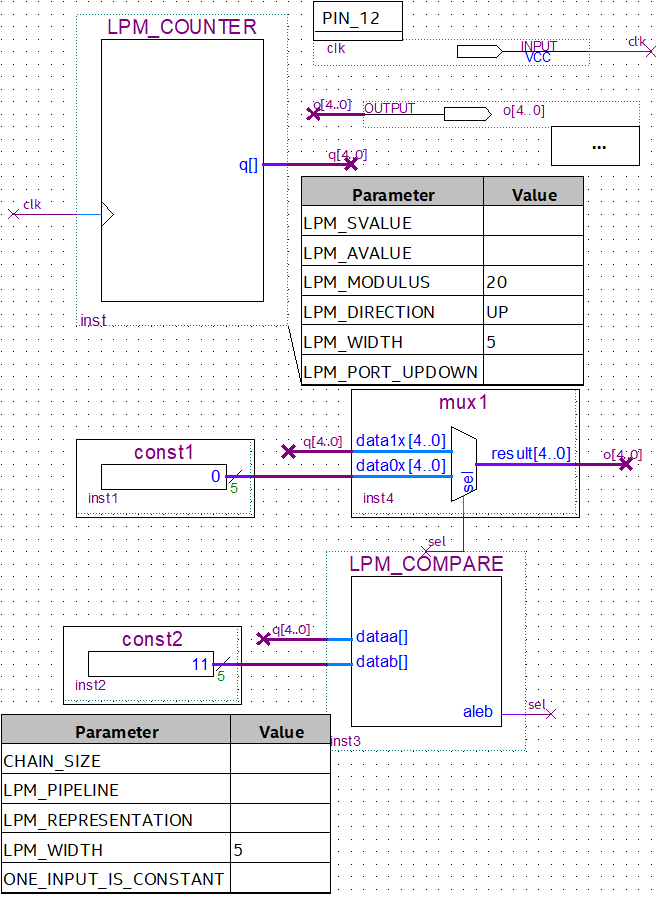 LPM_COUNTER
q[]
clk
inst
PIN_12
clk
INPUT
VCC
clk
o[4..0]
OUTPUT
o[4..0]
...
q[4..0]
Parameter Value
LPM_SVALUE
LPM_AVALUE
LPM_MODULUS 20
LPM_DIRECTION UP
LPM_WIDTH 5
LPM_PORT_UPDOWN
mux1
q[4..0]
data1x[4..0]
data0x[4..0]
sel
result[4..0]
o[4..0]
inst4
const1
0
5
inst1
sel
LPM_COMPARE
q[4..0]
dataa[]
datab[]
aleb
sel
inst3
const2
11
5
inst2
Parameter Value
CHAIN_SIZE
LPM_PIPELINE
LPM_REPRESENTATION
LPM_WIDTH 5
ONE_INPUT_IS_CONSTANT